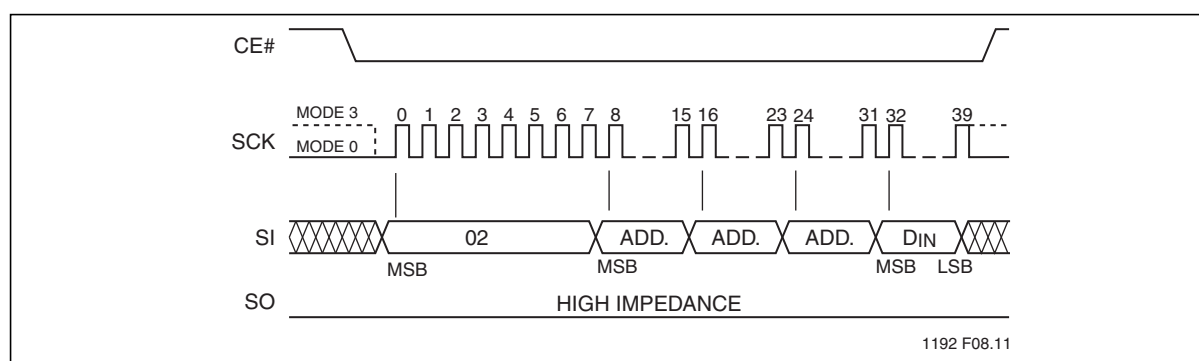 CE#
MODE 3
0 1 2 3 4 5 6 7 8 15 16 23 24 31 32 39
SCK
MODE 0
SI
02 ADD. ADD. ADD. DIN
MSB MSB MSB LSB
SO
HIGH IMPEDANCE
1192 F08.11